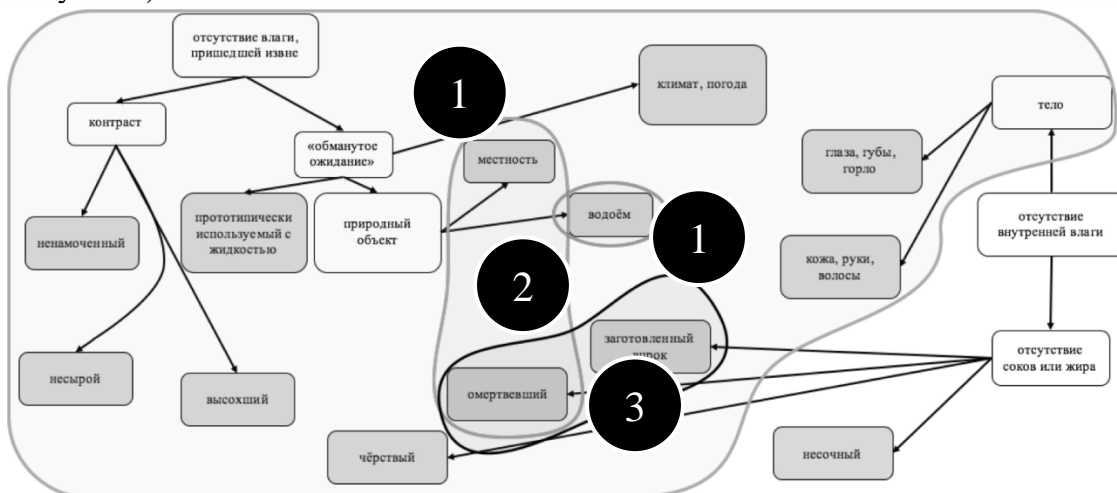 отсутствие влаги,
пришедшей извне
1
климат, погода
тело
контраст
«обманутое
ожидание»
местность
глаза, губы,
горло
прототипически
используемый с
жидкостью
природный
объект
водоём
1
отсутствие
внутренней влаги
ненамоченный
2
кожа, руки,
волосы
заготовленный
отсутствие
соков или жира
несырой
высохший
омертвевший
3
чёрствый
несочный